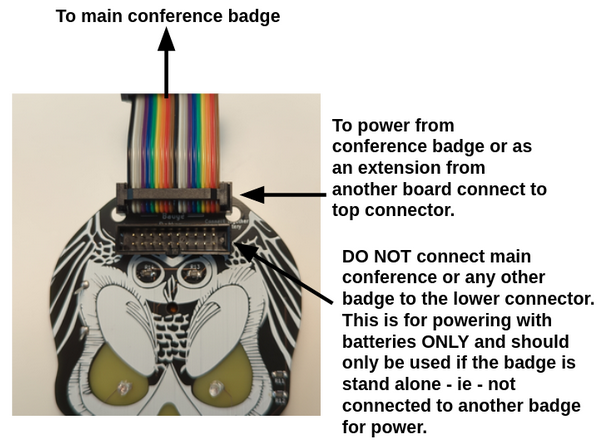 To main conference badge
To power from
conference badge or as
an extension from
another board connect to
top connector.
DO NOT connect main
conference or any other
badge to the lower connector.
This is for powering with
batteries ONLY and should
only be used if the badge is
stand alone - ie - not
connected to another badge
for power.